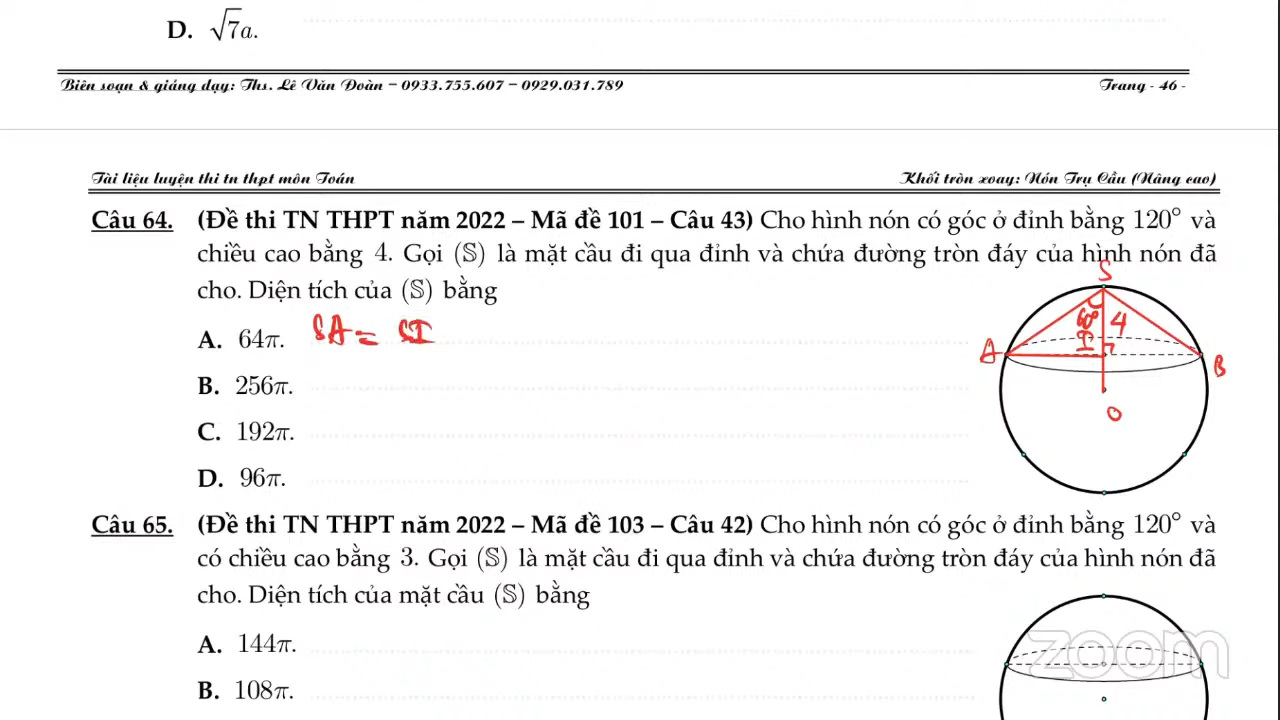 D. √7a.
Biên soạn & giảng dạy: Ths. Lê Văn Đoàn – 0933.755.607 – 0929.031.789
Trang - 46 -
Tài liệu luyện thi tn thpt môn Toán
Khối tròn xoay: Nón Trụ Cầu (Nâng cao)
Câu 64. (Đề thi TN THPT năm 2022 – Mã đề 101 – Câu 43) Cho hình nón có góc ở đỉnh bằng 120° và
chiều cao bằng 4. Gọi (𝕊) là mặt cầu đi qua đỉnh và chứa đường tròn đáy của hình nón đã
cho. Diện tích của (𝕊) bằng
A. 64π. SA = SI
B. 256π.
C. 192π.
D. 96π.
S
60° 4
I
A
B
O
Câu 65. (Đề thi TN THPT năm 2022 – Mã đề 103 – Câu 42) Cho hình nón có góc ở đỉnh bằng 120° và
có chiều cao bằng 3. Gọi (𝕊) là mặt cầu đi qua đỉnh và chứa đường tròn đáy của hình nón đã
cho. Diện tích của mặt cầu (𝕊) bằng
A. 144π.
B. 108π.
zoom